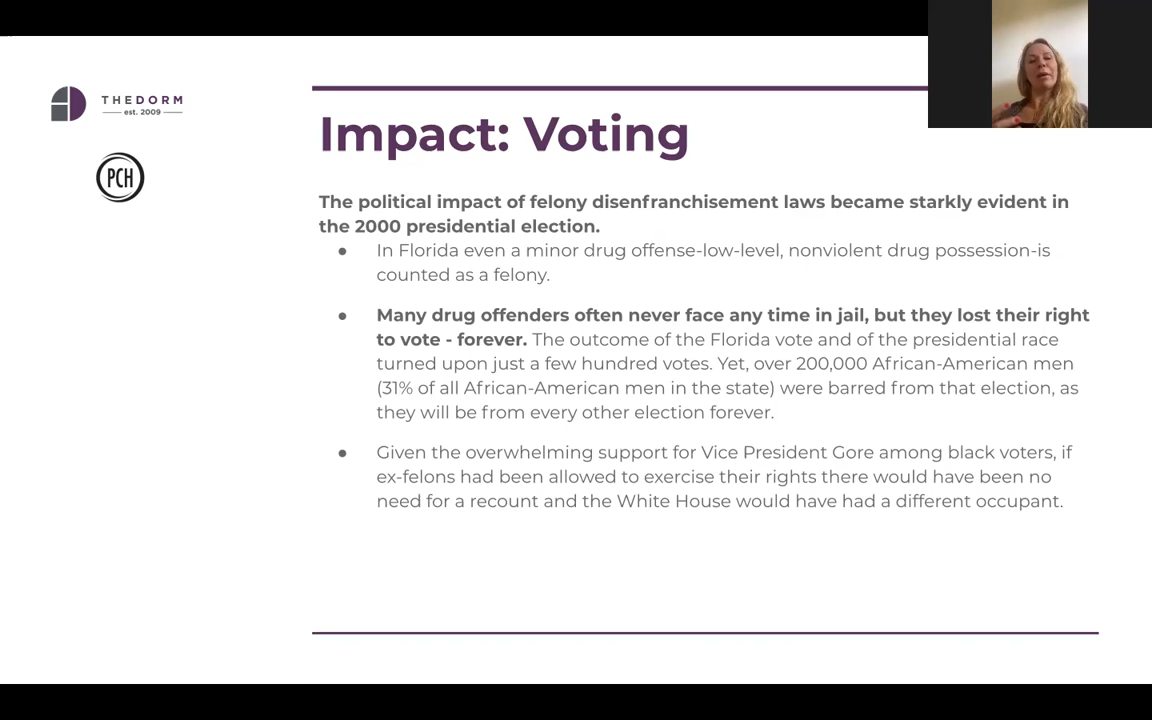 THEDORM
est. 2009
PCH
Impact: Voting
The political impact of felony disenfranchisement laws became starkly evident in
the 2000 presidential election.
● In Florida even a minor drug offense-low-level, nonviolent drug possession-is
counted as a felony.
● Many drug offenders often never face any time in jail, but they lost their right
to vote - forever. The outcome of the Florida vote and of the presidential race
turned upon just a few hundred votes. Yet, over 200,000 African-American men
(31% of all African-American men in the state) were barred from that election, as
they will be from every other election forever.
● Given the overwhelming support for Vice President Gore among black voters, if
ex-felons had been allowed to exercise their rights there would have been no
need for a recount and the White House would have had a different occupant.